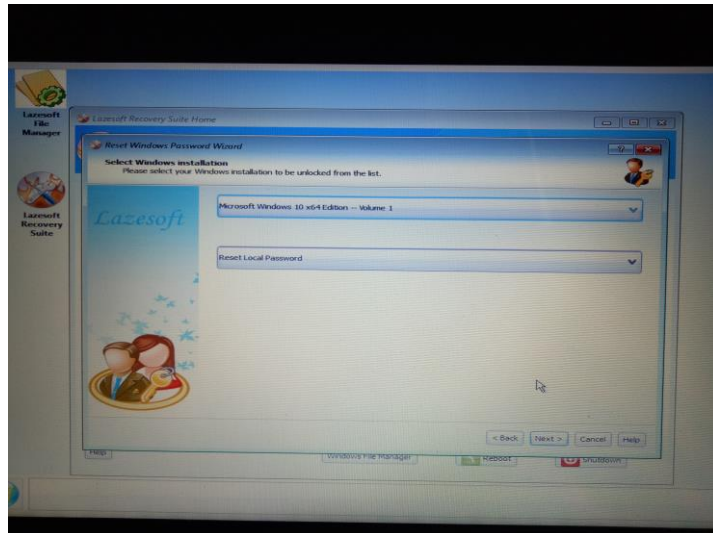 Lazesoft
File
Manager
Lazesoft
Recovery
Suite
Lazesoft Recovery Suite Home
Reset Windows Password Wizard
Select Windows installation
Please select your Windows installation to be unlocked from the list.
Lazesoft
Microsoft Windows 10 x64 Edition -- Volume 1
Reset Local Password
< Back
Next >
Cancel
Help
Help
Windows File Manager
Reboot
Shutdown